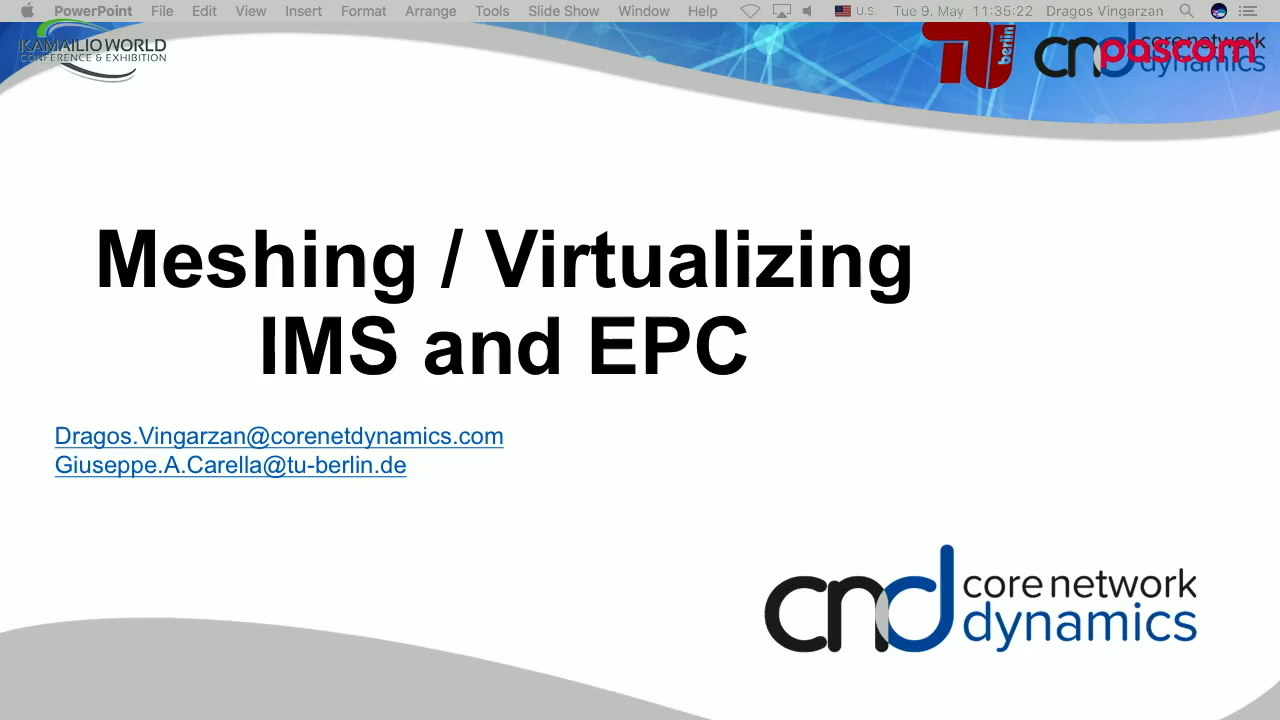 PowerPoint File Edit View Insert Format Arrange Tools Slide Show Window Help U.S. Tue 9. May 11:35:22 Dragos Vingarzan
KAMAILIO WORLD
CONFERENCE & EXHIBITION
berlin
cnd core network
dynamics
pascom
Meshing / Virtualizing
IMS and EPC
Dragos.Vingarzan@corenetdynamics.com
Giuseppe.A.Carella@tu-berlin.de
cnd core network
dynamics